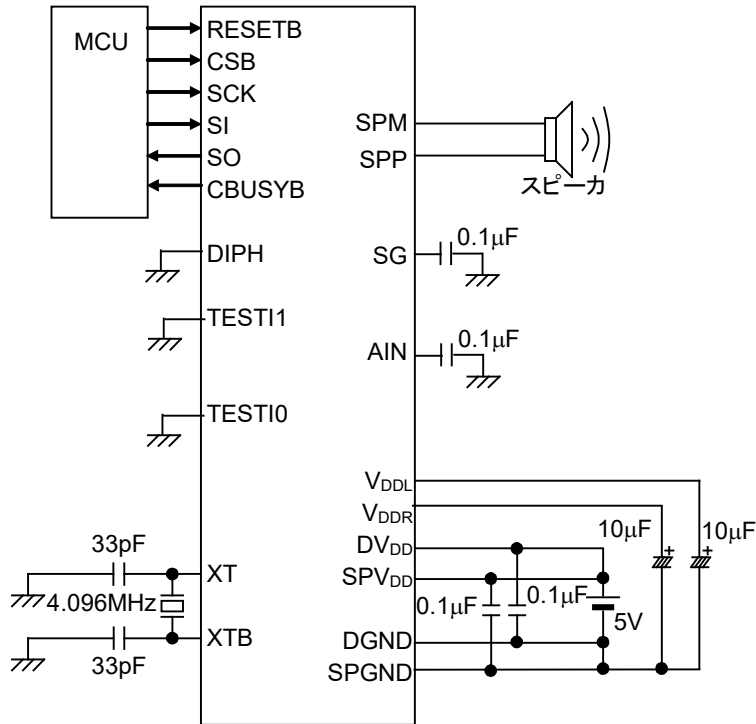 MCU
RESETB
CSB
SCK
SI
SO
CBUSYB
DIPH
TESTI1
TESTI0
33pF
XT
4.096MHz
XTB
33pF
SPM
SPP
スピーカ
SG
0.1μF
AIN
0.1μF
VDDL
VDDR
10μF
10μF
DVDD
SPVDD
0.1μF
0.1μF
5V
DGND
SPGND
+
+